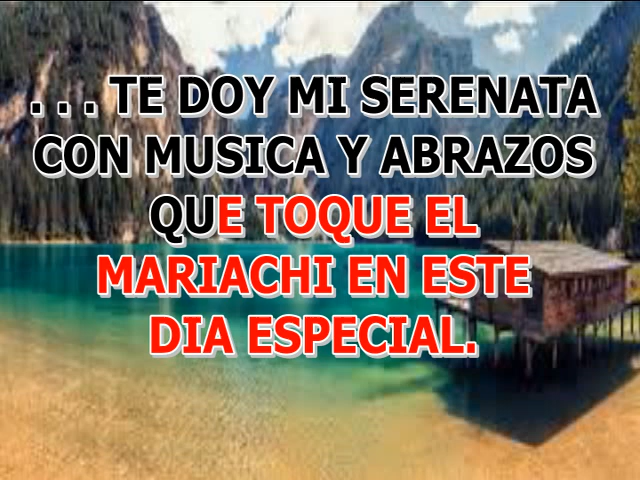 . . . TE DOY MI SERENATA
CON MUSICA Y ABRAZOS
QUE TOQUE EL
MARIACHI EN ESTE
DIA ESPECIAL.